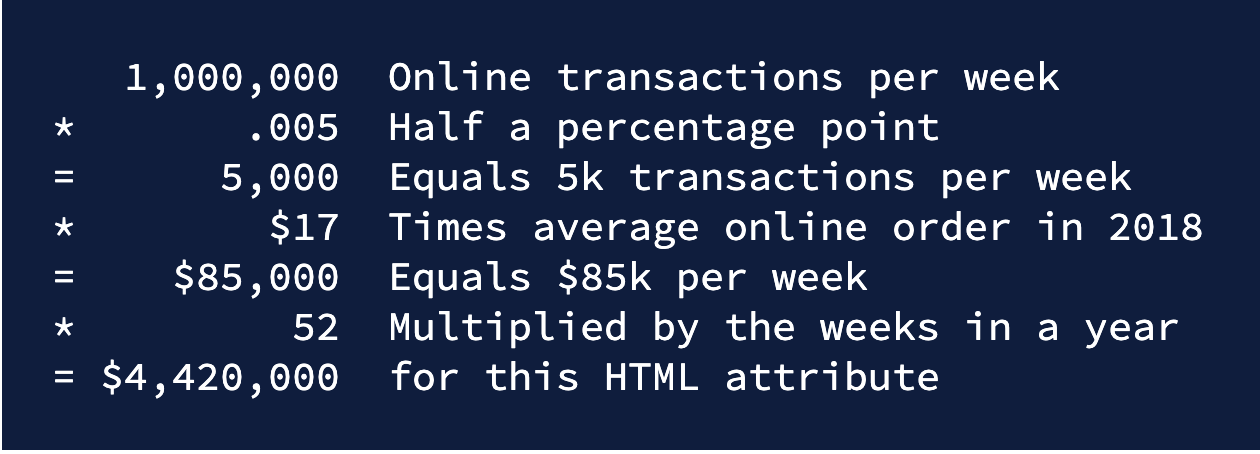 1,000,000 Online transactions per week
* .005 Half a percentage point
= 5,000 Equals 5k transactions per week
* $17 Times average online order in 2018
= $85,000 Equals $85k per week
* 52 Multiplied by the weeks in a year
= $4,420,000 for this HTML attribute